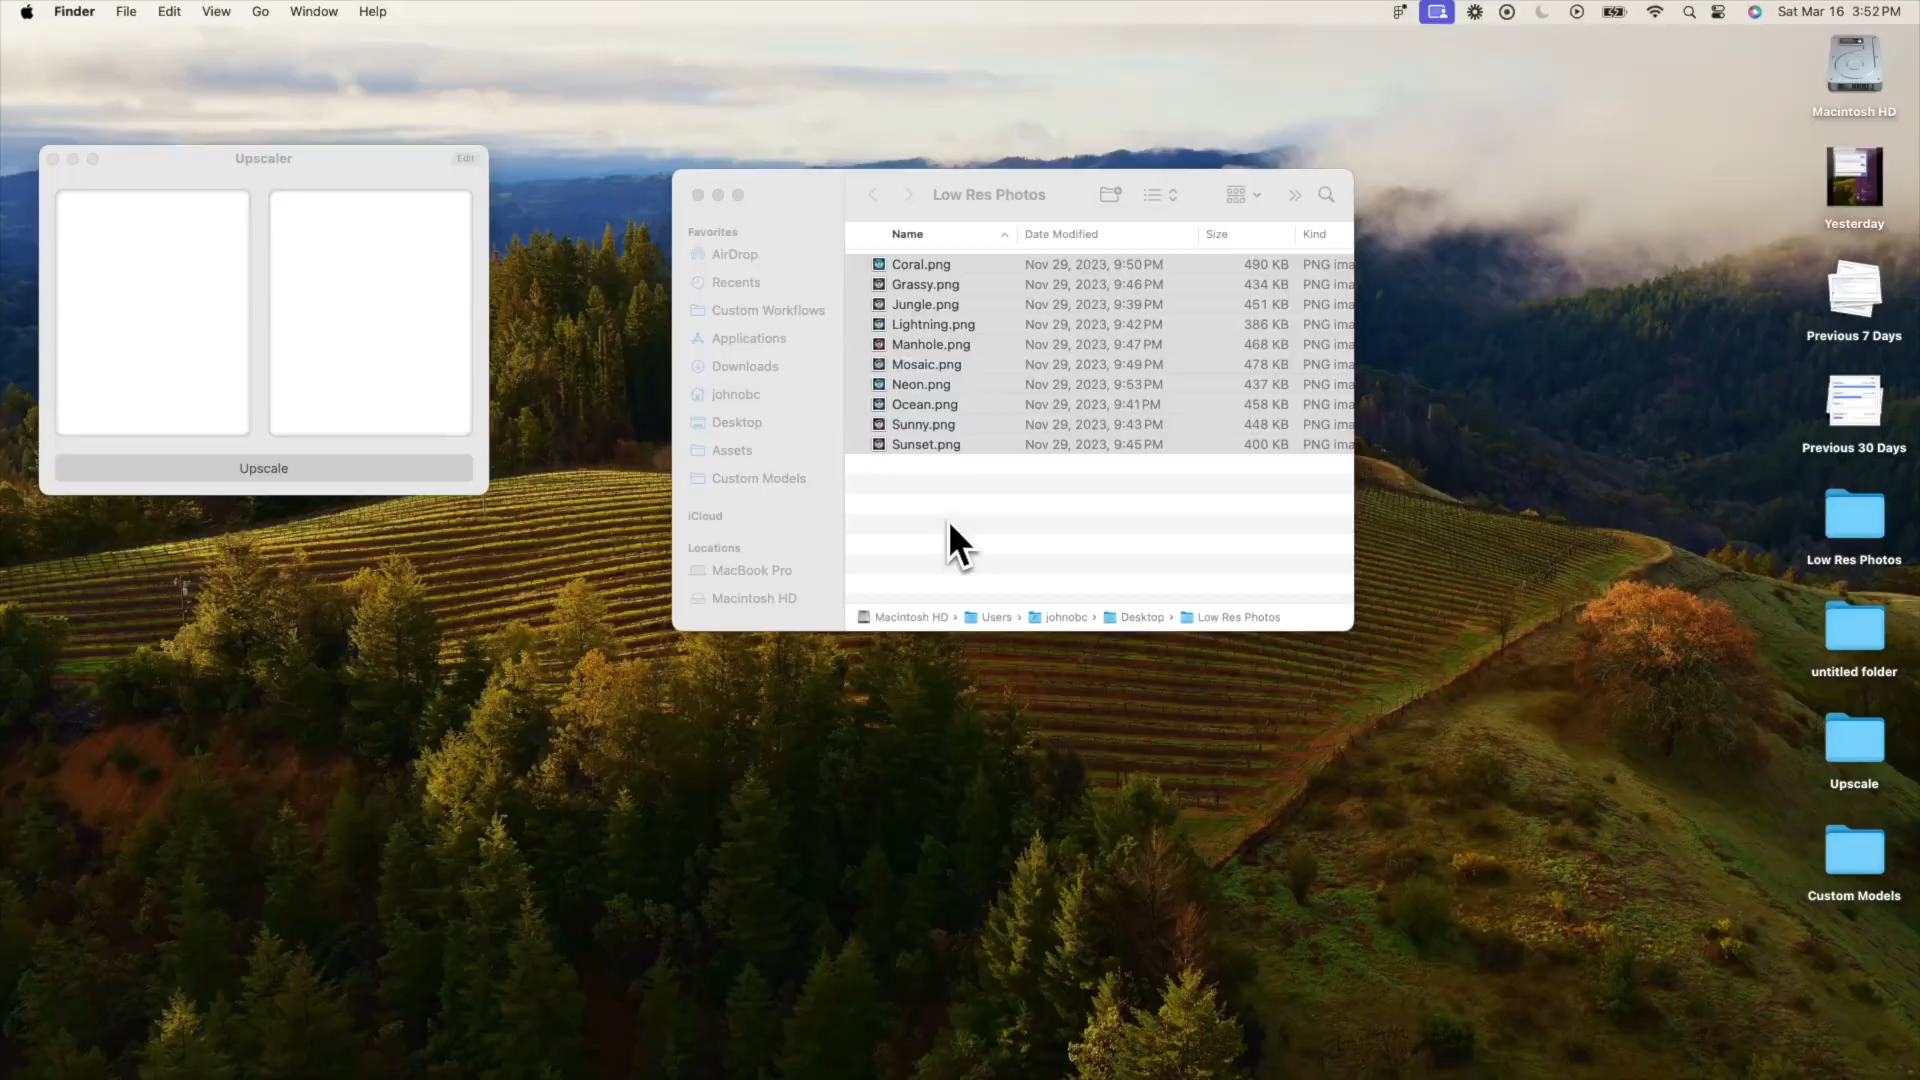 Finder File Edit View Go Window Help Sat Mar 16 3:52 PM
Upscaler Edit
Upscale
Low Res Photos
Favorites
AirDrop
Recents
Custom Workflows
Applications
Downloads
johnobc
Desktop
Assets
Custom Models
iCloud
Locations
MacBook Pro
Macintosh HD
Name Date Modified Size Kind
Coral.png Nov 29, 2023, 9:50 PM 490 KB PNG ima
Grassy.png Nov 29, 2023, 9:46 PM 434 KB PNG ima
Jungle.png Nov 29, 2023, 9:39 PM 451 KB PNG ima
Lightning.png Nov 29, 2023, 9:42 PM 386 KB PNG ima
Manhole.png Nov 29, 2023, 9:47 PM 468 KB PNG ima
Mosaic.png Nov 29, 2023, 9:49 PM 478 KB PNG ima
Neon.png Nov 29, 2023, 9:53 PM 437 KB PNG ima
Ocean.png Nov 29, 2023, 9:41 PM 458 KB PNG ima
Sunny.png Nov 29, 2023, 9:43 PM 448 KB PNG ima
Sunset.png Nov 29, 2023, 9:45 PM 400 KB PNG ima
Macintosh HD › Users › johnobc › Desktop › Low Res Photos
Macintosh HD
Yesterday
Previous 7 Days
Previous 30 Days
Low Res Photos
untitled folder
Upscale
Custom Models